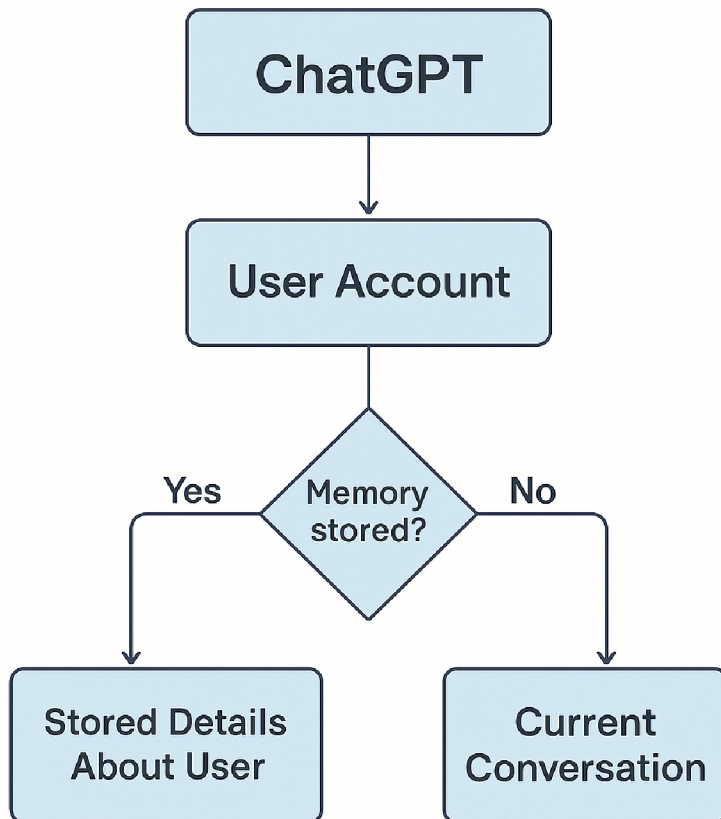 ChatGPT
User Account
Memory
stored?
Yes
No
Stored Details
About User
Current
Conversation